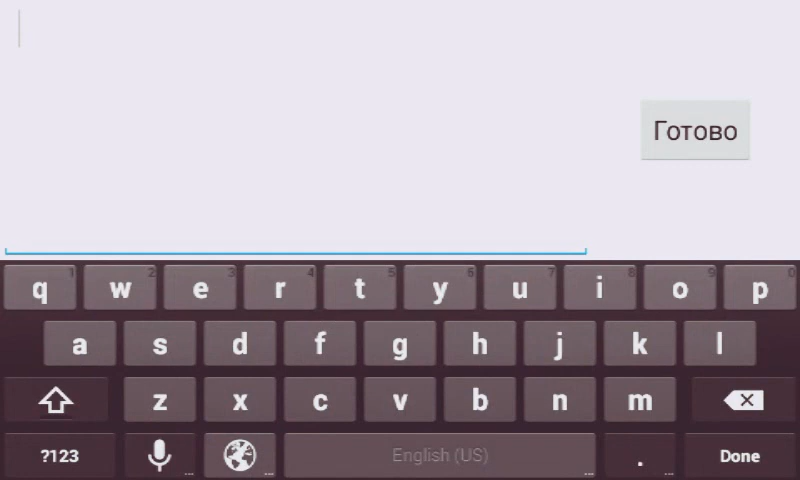 Готово
1 2 3 4 5 6 7 8 9 0
q w e r t y u i o p
a s d f g h j k l
z x c v b n m
?123 ... ... English (US) ... . ... Done